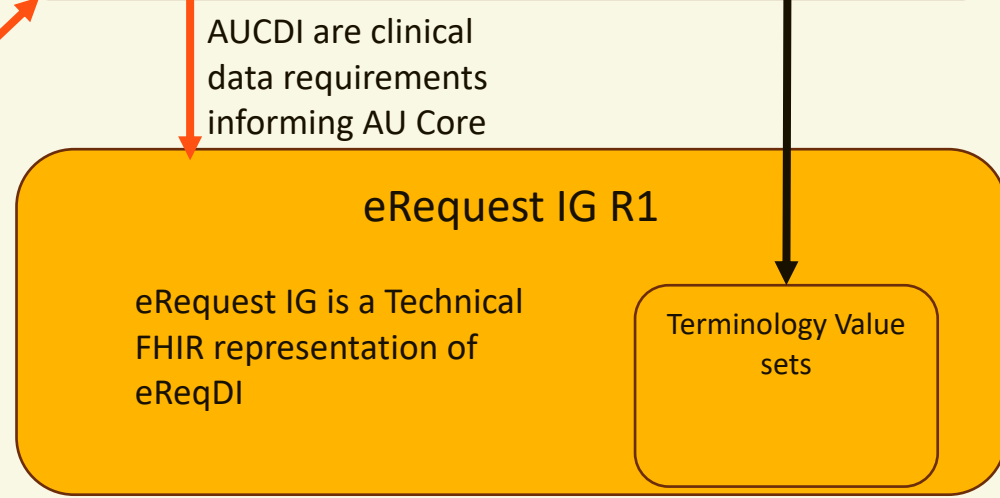 AUCDI are clinical
data requirements
informing AU Core
eRequest IG R1
eRequest IG is a Technical
FHIR representation of
eReqDI
Terminology Value
sets